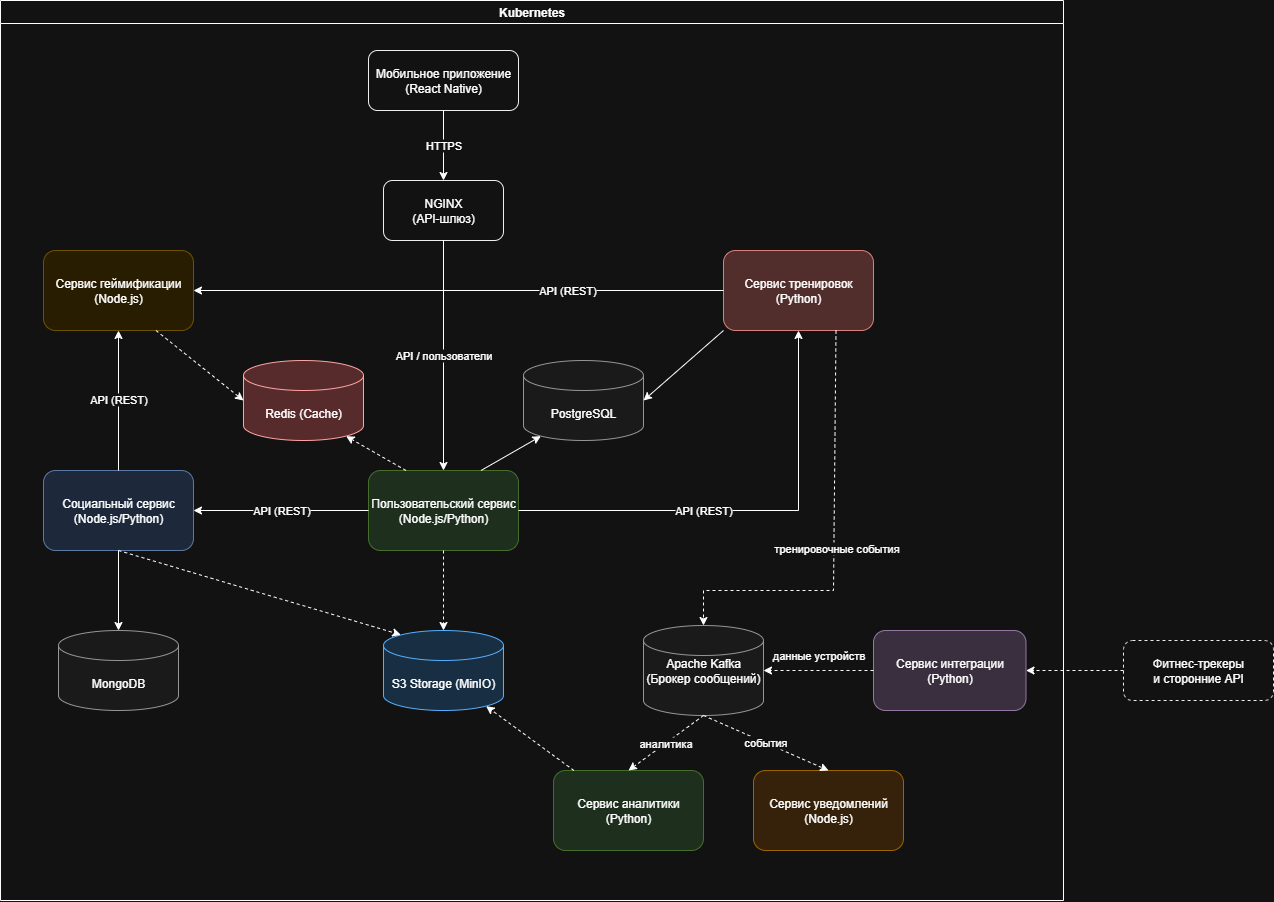 Kubernetes
Мобильное приложение
(React Native)
HTTPS
NGINX
(API-шлюз)
Сервис геймификации
(Node.js)
API (REST)
Сервис тренировок
(Python)
API / пользователи
API (REST)
Redis (Cache)
PostgreSQL
Социальный сервис
(Node.js/Python)
API (REST)
Пользовательский сервис
(Node.js/Python)
API (REST)
тренировочные события
MongoDB
S3 Storage (MinIO)
Apache Kafka
(Брокер сообщений)
данные устройств
Сервис интеграции
(Python)
Фитнес-трекеры
и сторонние API
аналитика
события
Сервис аналитики
(Python)
Сервис уведомлений
(Node.js)